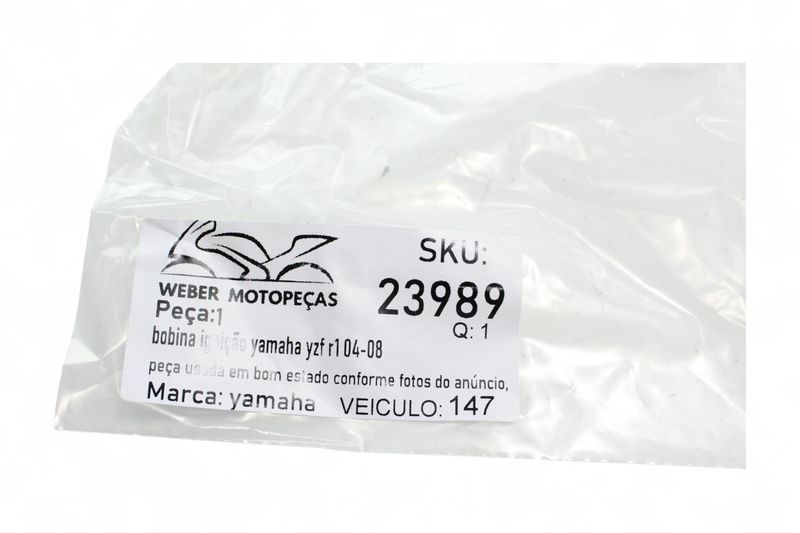 WEBER MOTOPEÇAS
SKU:
23989
Q: 1
Peça:1
bobina ignição yamaha yzf r1 04-08
peça usada em bom estado conforme fotos do anúncio,
Marca: yamaha VEICULO: 147